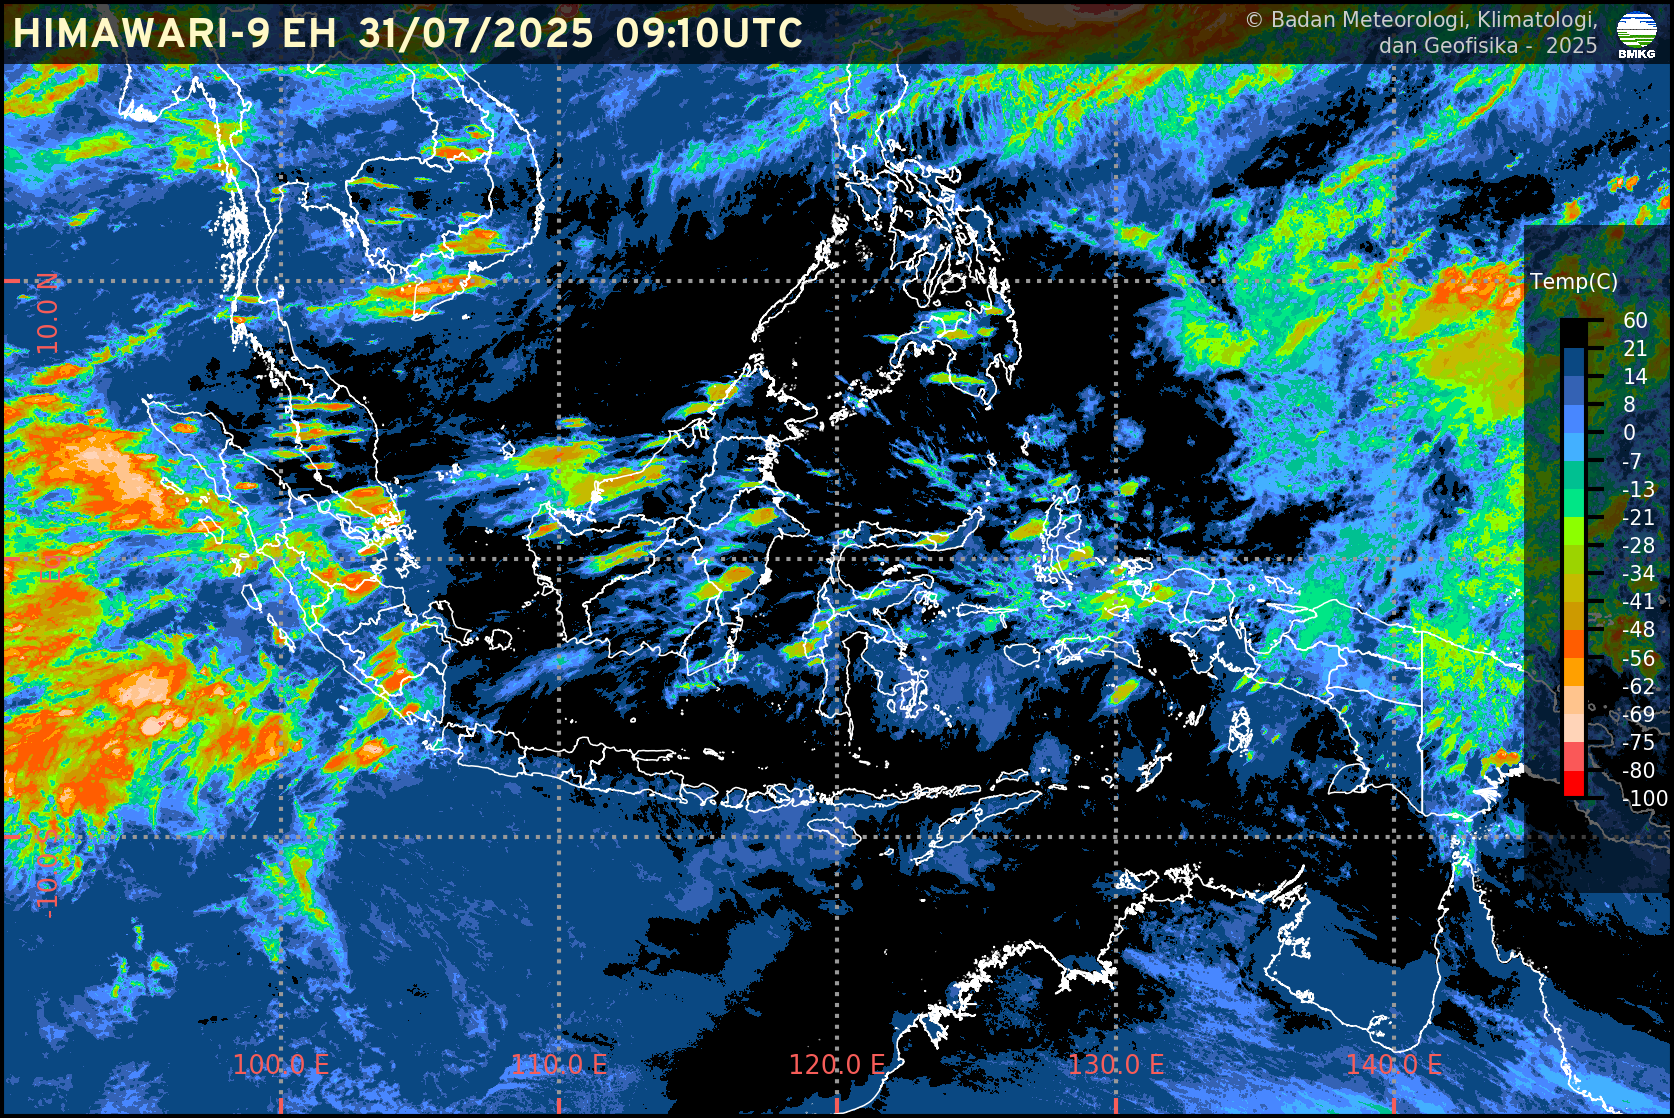 HIMAWARI-9 EH 31/07/2025 09:10UTC
© Badan Meteorologi, Klimatologi,
dan Geofisika - 2025
BMKG
Temp(C)
60
21
14
8
0
-7
-13
-21
-28
-34
-41
-48
-56
-62
-69
-75
-80
-100
10.0 N
-10.0
100.0 E
110.0 E
120.0 E
130.0 E
140.0 E